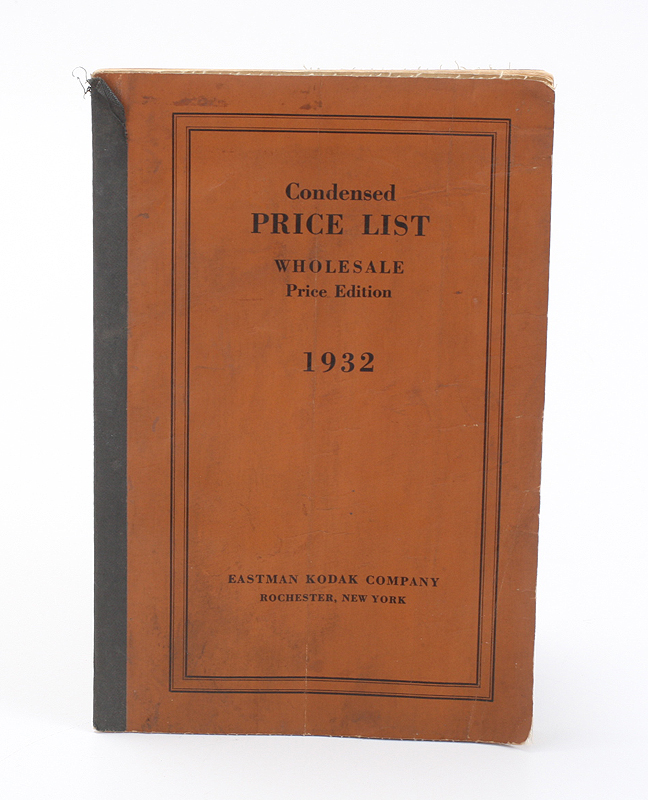 Condensed
PRICE LIST
WHOLESALE
Price Edition
1932
EASTMAN KODAK COMPANY
ROCHESTER, NEW YORK